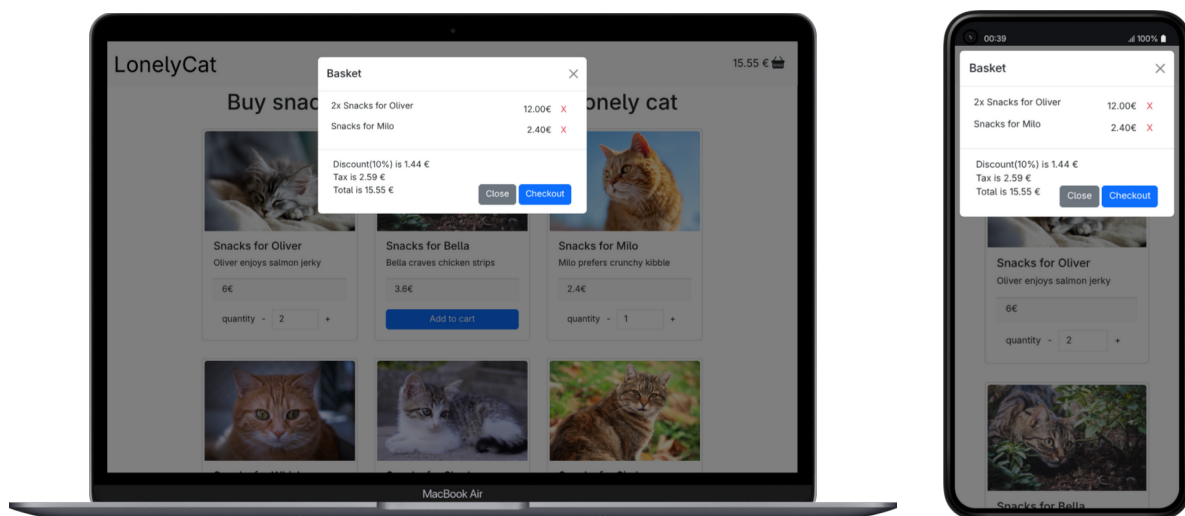 LonelyCat
15.55 €
Buy snac
onely cat
Basket
2x Snacks for Oliver 12.00€ X
Snacks for Milo 2.40€ X
Discount(10%) is 1.44 €
Tax is 2.59 €
Total is 15.55 €
Close Checkout
Snacks for Oliver
Oliver enjoys salmon jerky
6€
quantity - 2 +
Snacks for Bella
Bella craves chicken strips
3.6€
Add to cart
Snacks for Milo
Milo prefers crunchy kibble
2.4€
quantity - 1 +
MacBook Air
00:39 100%
Basket
2x Snacks for Oliver 12.00€ X
Snacks for Milo 2.40€ X
Discount(10%) is 1.44 €
Tax is 2.59 €
Total is 15.55 €
Close Checkout
Snacks for Oliver
Oliver enjoys salmon jerky
6€
quantity - 2 +
Snacks for Bella